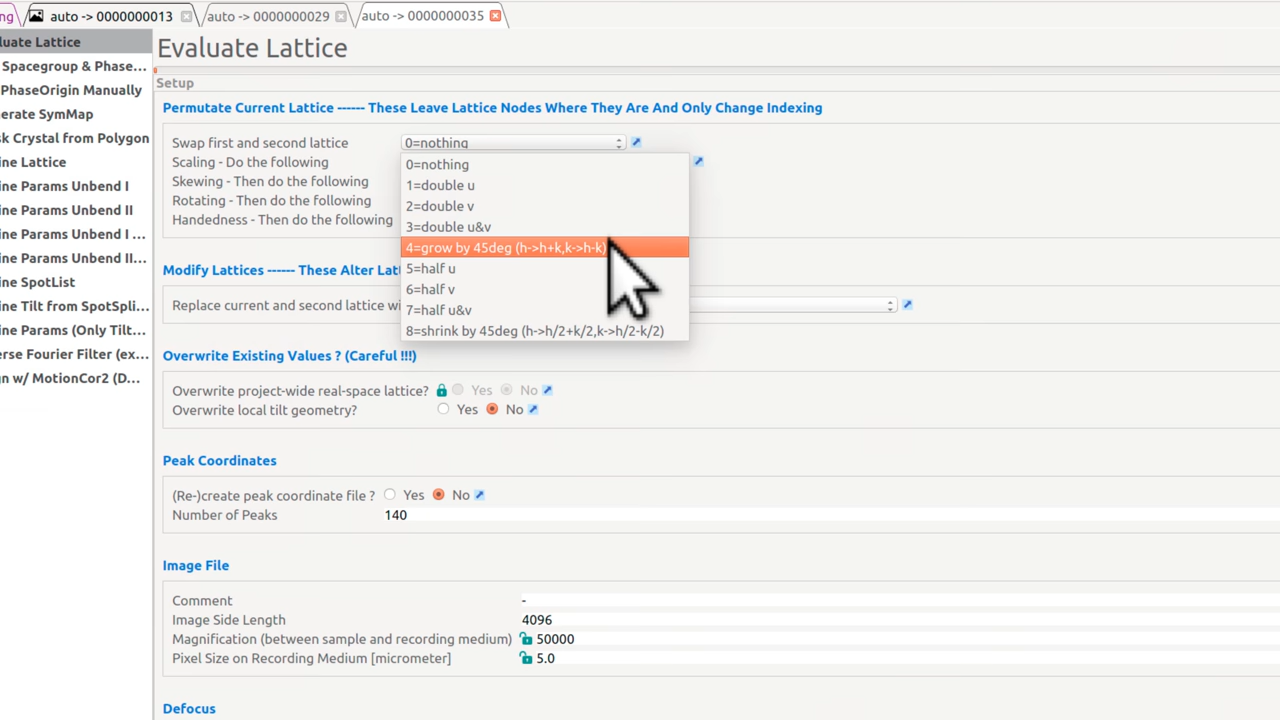 ng auto -> 0000000013 auto -> 0000000029 auto -> 0000000035
luate Lattice
Spacegroup & Phase...
PhaseOrigin Manually
erate SymMap
k Crystal from Polygon
ine Lattice
ine Params Unbend I
ine Params Unbend II
ine Params Unbend I ...
ine Params Unbend II...
ine SpotList
ine Tilt from SpotSpli...
ine Params (Only Tilt...
erse Fourier Filter (ex...
n w/ MotionCor2 (D...
Evaluate Lattice
Setup
Permutate Current Lattice ------ These Leave Lattice Nodes Where They Are And Only Change Indexing
Swap first and second lattice 0=nothing
Scaling - Do the following
Skewing - Then do the following
Rotating - Then do the following
Handedness - Then do the following
0=nothing
1=double u
2=double v
3=double u&v
4=grow by 45deg (h->h+k,k->h-k)
5=half u
6=half v
7=half u&v
8=shrink by 45deg (h->h/2+k/2,k->h/2-k/2)
Modify Lattices ------ These Alter Lat
Replace current and second lattice wi
Overwrite Existing Values ? (Careful !!!)
Overwrite project-wide real-space lattice? Yes No
Overwrite local tilt geometry? Yes No
Peak Coordinates
(Re-)create peak coordinate file ? Yes No
Number of Peaks 140
Image File
Comment -
Image Side Length 4096
Magnification (between sample and recording medium) 50000
Pixel Size on Recording Medium [micrometer] 5.0
Defocus